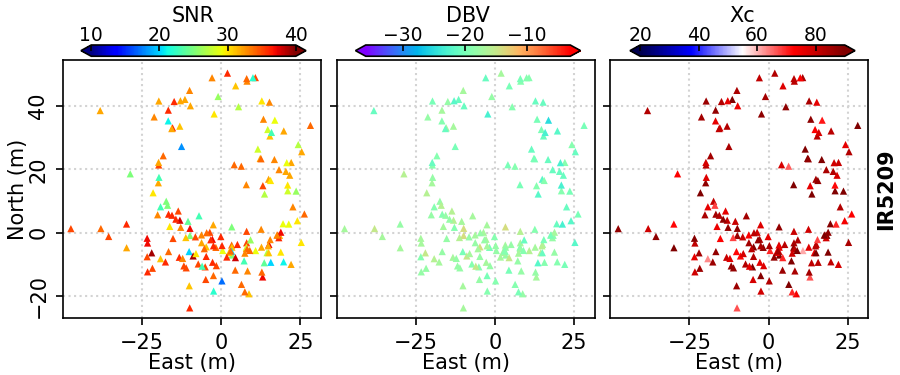 SNR DBV Xc
10 20 30 40 −30 −20 −10 20 40 60 80
40
20
0
−20
North (m)
IR5209
−25 0 25 −25 0 25 −25 0 25
East (m) East (m) East (m)